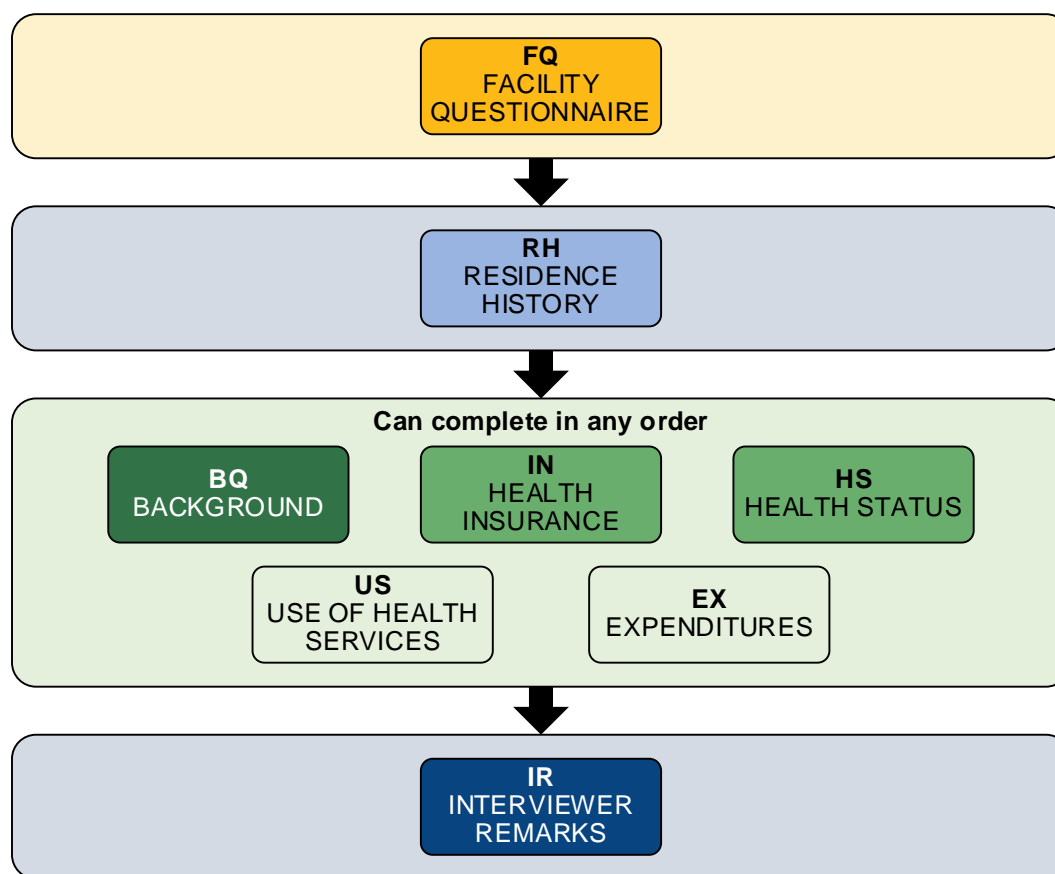 FQ
FACILITY
QUESTIONNAIRE
RH
RESIDENCE
HISTORY
Can complete in any order
BQ
BACKGROUND
IN
HEALTH
INSURANCE
HS
HEALTH STATUS
US
USE OF HEALTH
SERVICES
EX
EXPENDITURES
IR
INTERVIEWER
REMARKS